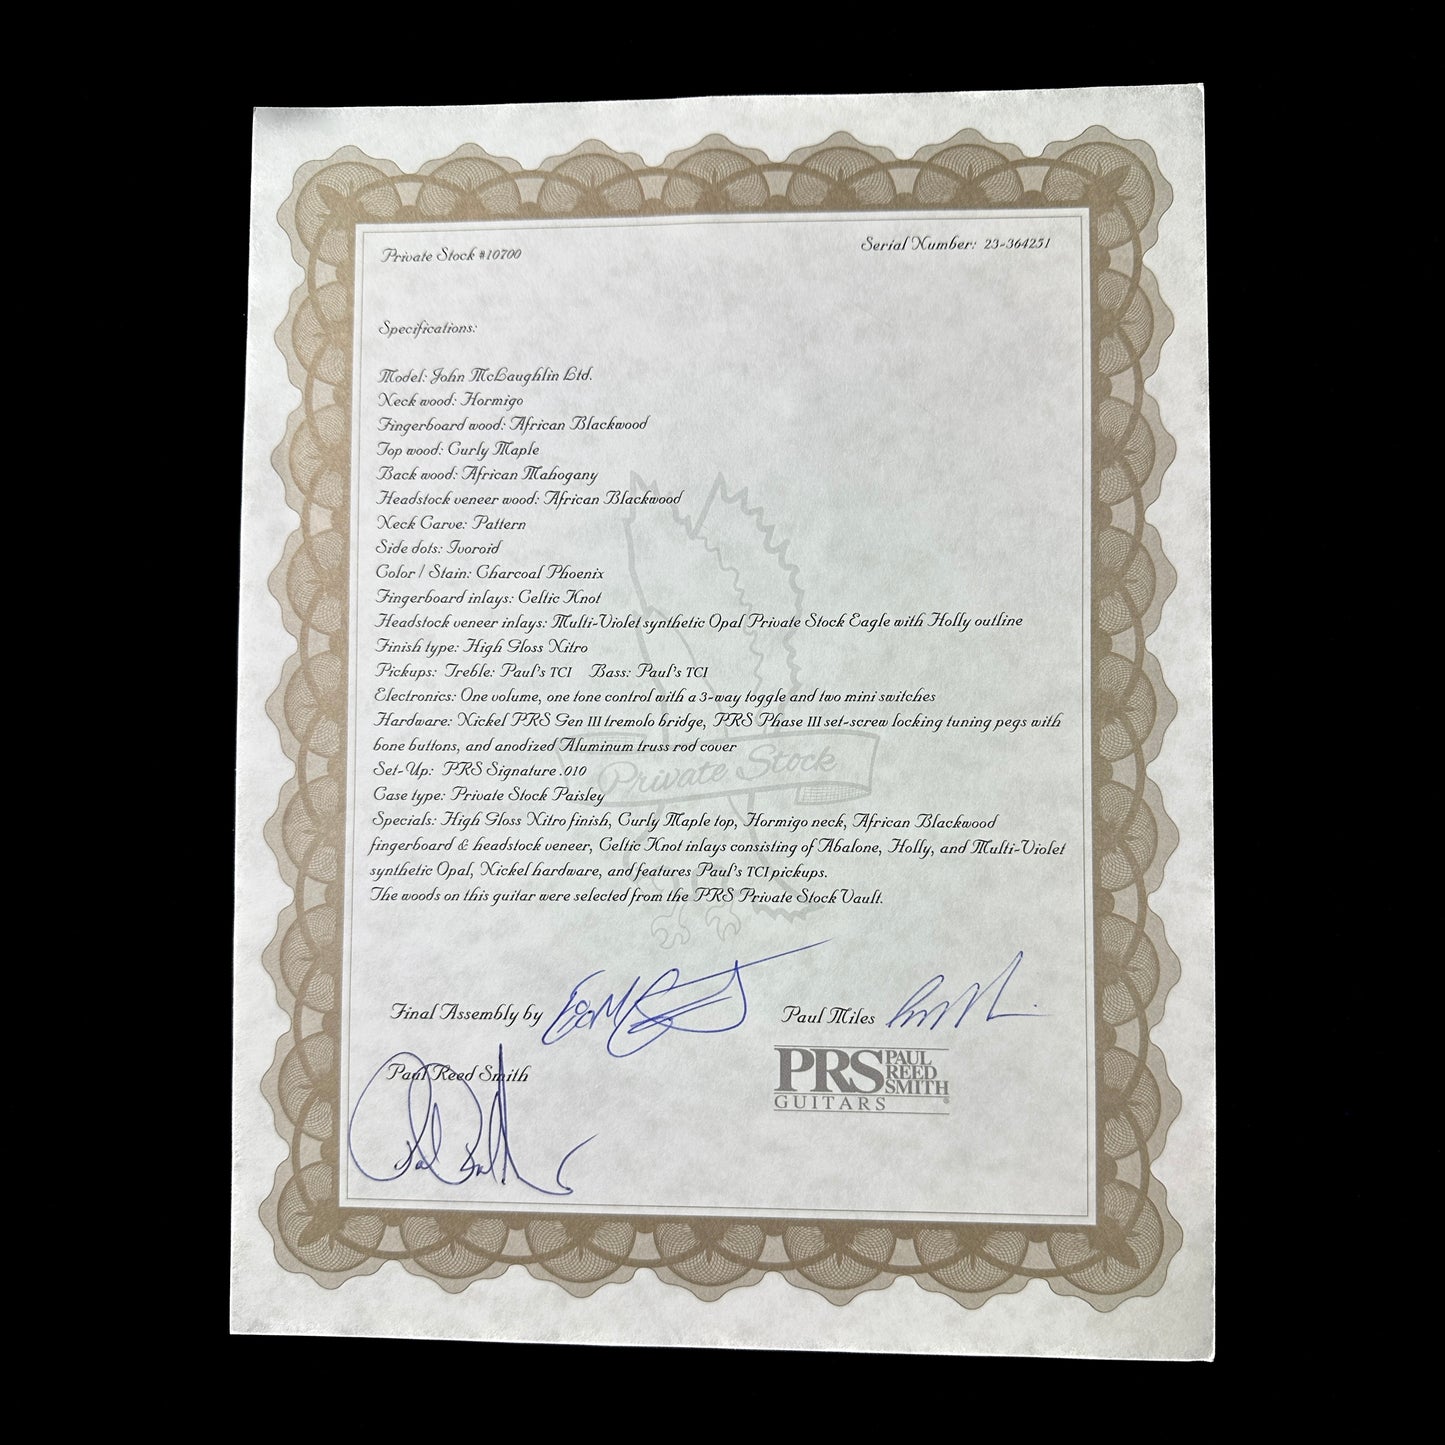 Private Stock #10700
Serial Number: 23-364251
Specifications:
Model: John McLaughlin Ltd.
Neck wood: Hormigo
Fingerboard wood: African Blackwood
Top wood: Curly Maple
Back wood: African Mahogany
Headstock veneer wood: African Blackwood
Neck Carve: Pattern
Side dots: Ivoroid
Color / Stain: Charcoal Phoenix
Fingerboard inlays: Celtic Knot
Headstock veneer inlays: Multi-Violet synthetic Opal Private Stock Eagle with Holly outline
Finish type: High Gloss Nitro
Pickups: Treble: Paul's TCI Bass: Paul's TCI
Electronics: One volume, one tone control with a 3-way toggle and two mini switches
Hardware: Nickel PRS Gen III tremolo bridge, PRS Phase III set-screw locking tuning pegs with
bone buttons, and anodized Aluminum truss rod cover
Set-Up: PRS Signature .010
Private Stock
Case type: Private Stock Paisley
Specials: High Gloss Nitro finish, Curly Maple top, Hormigo neck, African Blackwood
fingerboard & headstock veneer, Celtic Knot inlays consisting of Abalone, Holly, and Multi-Violet
synthetic Opal, Nickel hardware, and features Paul's TCI pickups.
The woods on this guitar were selected from the PRS Private Stock Vault.
Final Assembly by
Paul Miles
Paul Reed Smith
PRS PAUL
REED
SMITH®
GUITARS